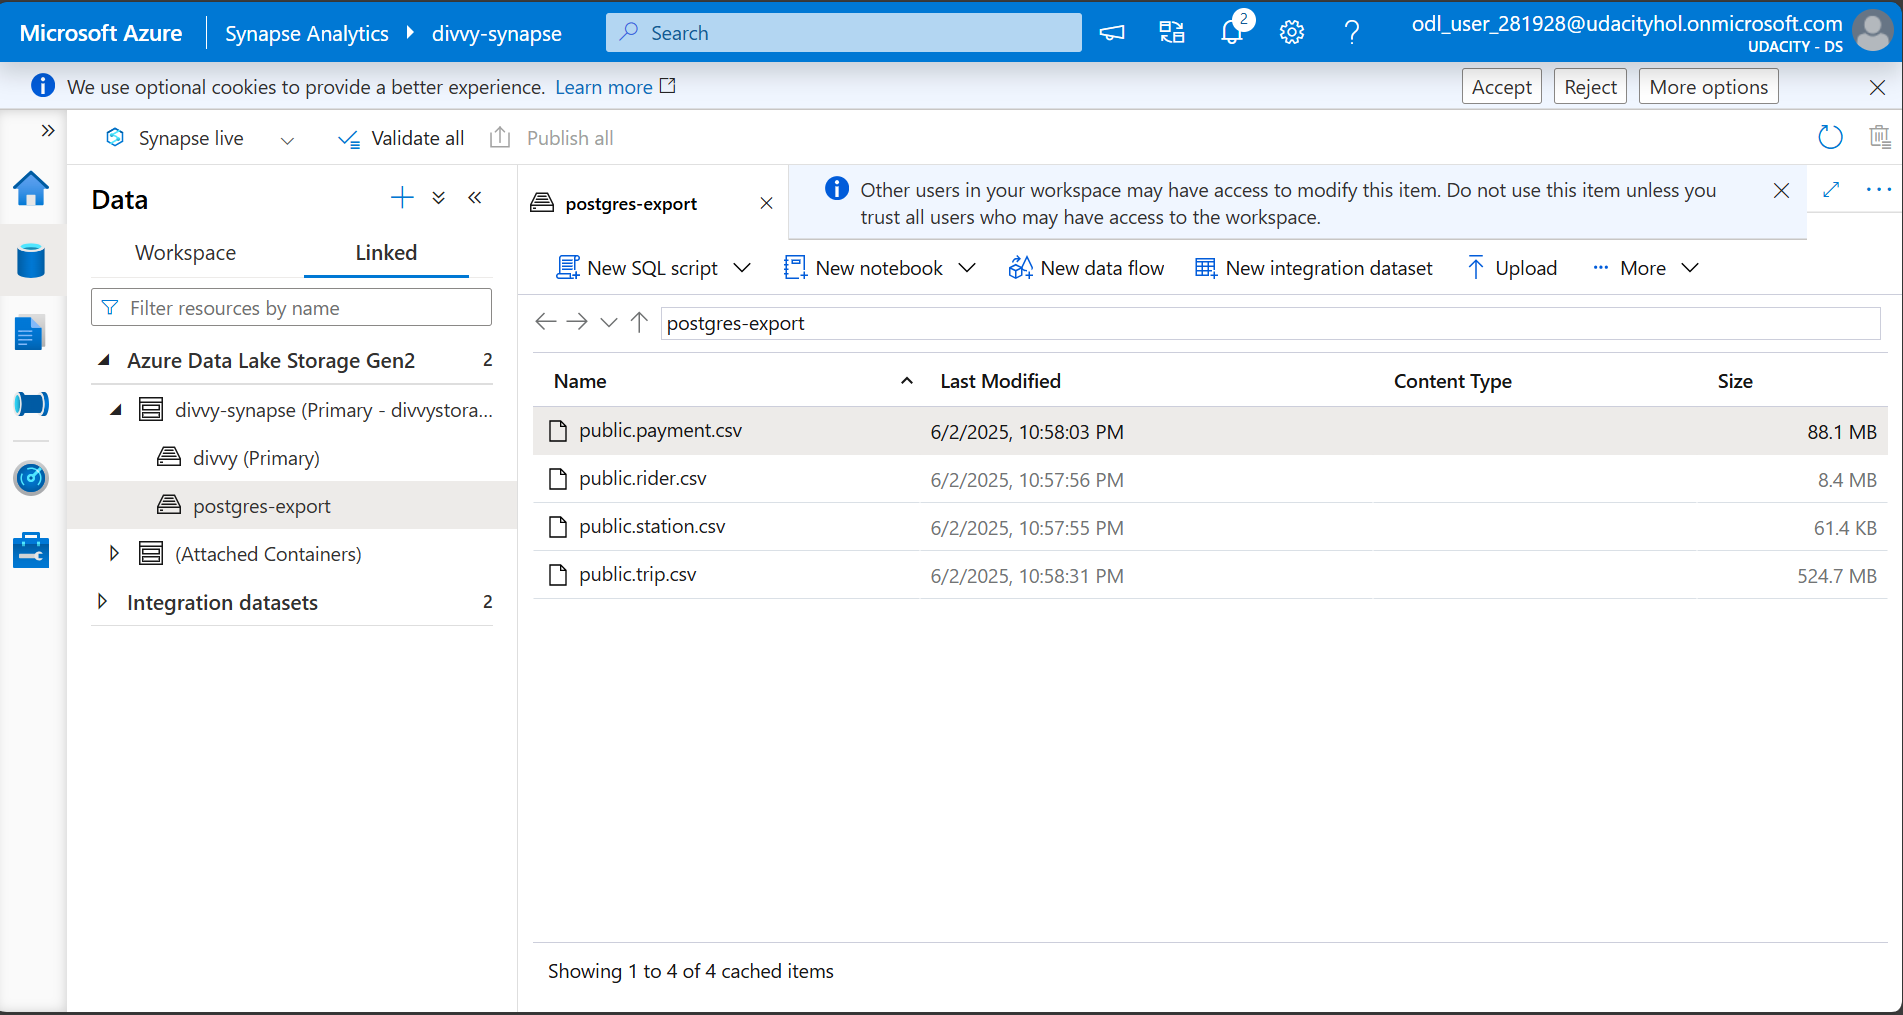 Microsoft Azure
Synapse Analytics
divvy-synapse
Search
2
odl_user_281928@udacityhol.onmicrosoft.com
UDACITY - DS
We use optional cookies to provide a better experience. Learn more
Accept
Reject
More options
Synapse live
Validate all
Publish all
Data
Workspace
Linked
Filter resources by name
Azure Data Lake Storage Gen2 2
divvy-synapse (Primary - divvystora...
divvy (Primary)
postgres-export
(Attached Containers)
Integration datasets 2
postgres-export
Other users in your workspace may have access to modify this item. Do not use this item unless you
trust all users who may have access to the workspace.
New SQL script
New notebook
New data flow
New integration dataset
Upload
More
postgres-export
Name Last Modified Content Type Size
public.payment.csv 6/2/2025, 10:58:03 PM 88.1 MB
public.rider.csv 6/2/2025, 10:57:56 PM 8.4 MB
public.station.csv 6/2/2025, 10:57:55 PM 61.4 KB
public.trip.csv 6/2/2025, 10:58:31 PM 524.7 MB
Showing 1 to 4 of 4 cached items